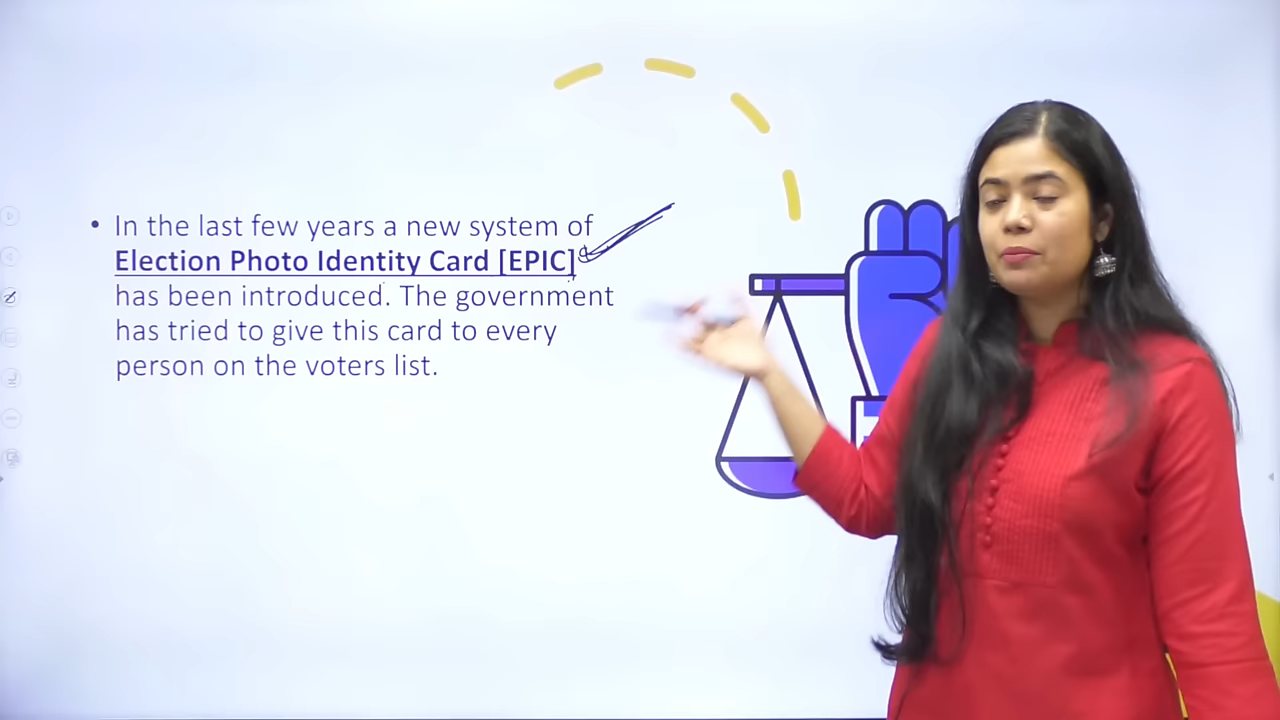 • In the last few years a new system of
Election Photo Identity Card [EPIC]
has been introduced. The government
has tried to give this card to every
person on the voters list.